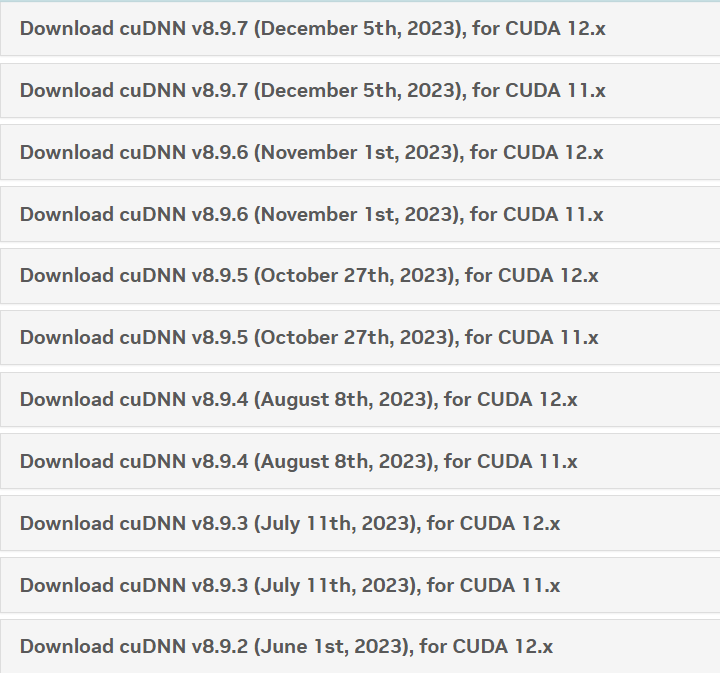 Download cuDNN v8.9.7 (December 5th, 2023), for CUDA 12.x
Download cuDNN v8.9.7 (December 5th, 2023), for CUDA 11.x
Download cuDNN v8.9.6 (November 1st, 2023), for CUDA 12.x
Download cuDNN v8.9.6 (November 1st, 2023), for CUDA 11.x
Download cuDNN v8.9.5 (October 27th, 2023), for CUDA 12.x
Download cuDNN v8.9.5 (October 27th, 2023), for CUDA 11.x
Download cuDNN v8.9.4 (August 8th, 2023), for CUDA 12.x
Download cuDNN v8.9.4 (August 8th, 2023), for CUDA 11.x
Download cuDNN v8.9.3 (July 11th, 2023), for CUDA 12.x
Download cuDNN v8.9.3 (July 11th, 2023), for CUDA 11.x
Download cuDNN v8.9.2 (June 1st, 2023), for CUDA 12.x